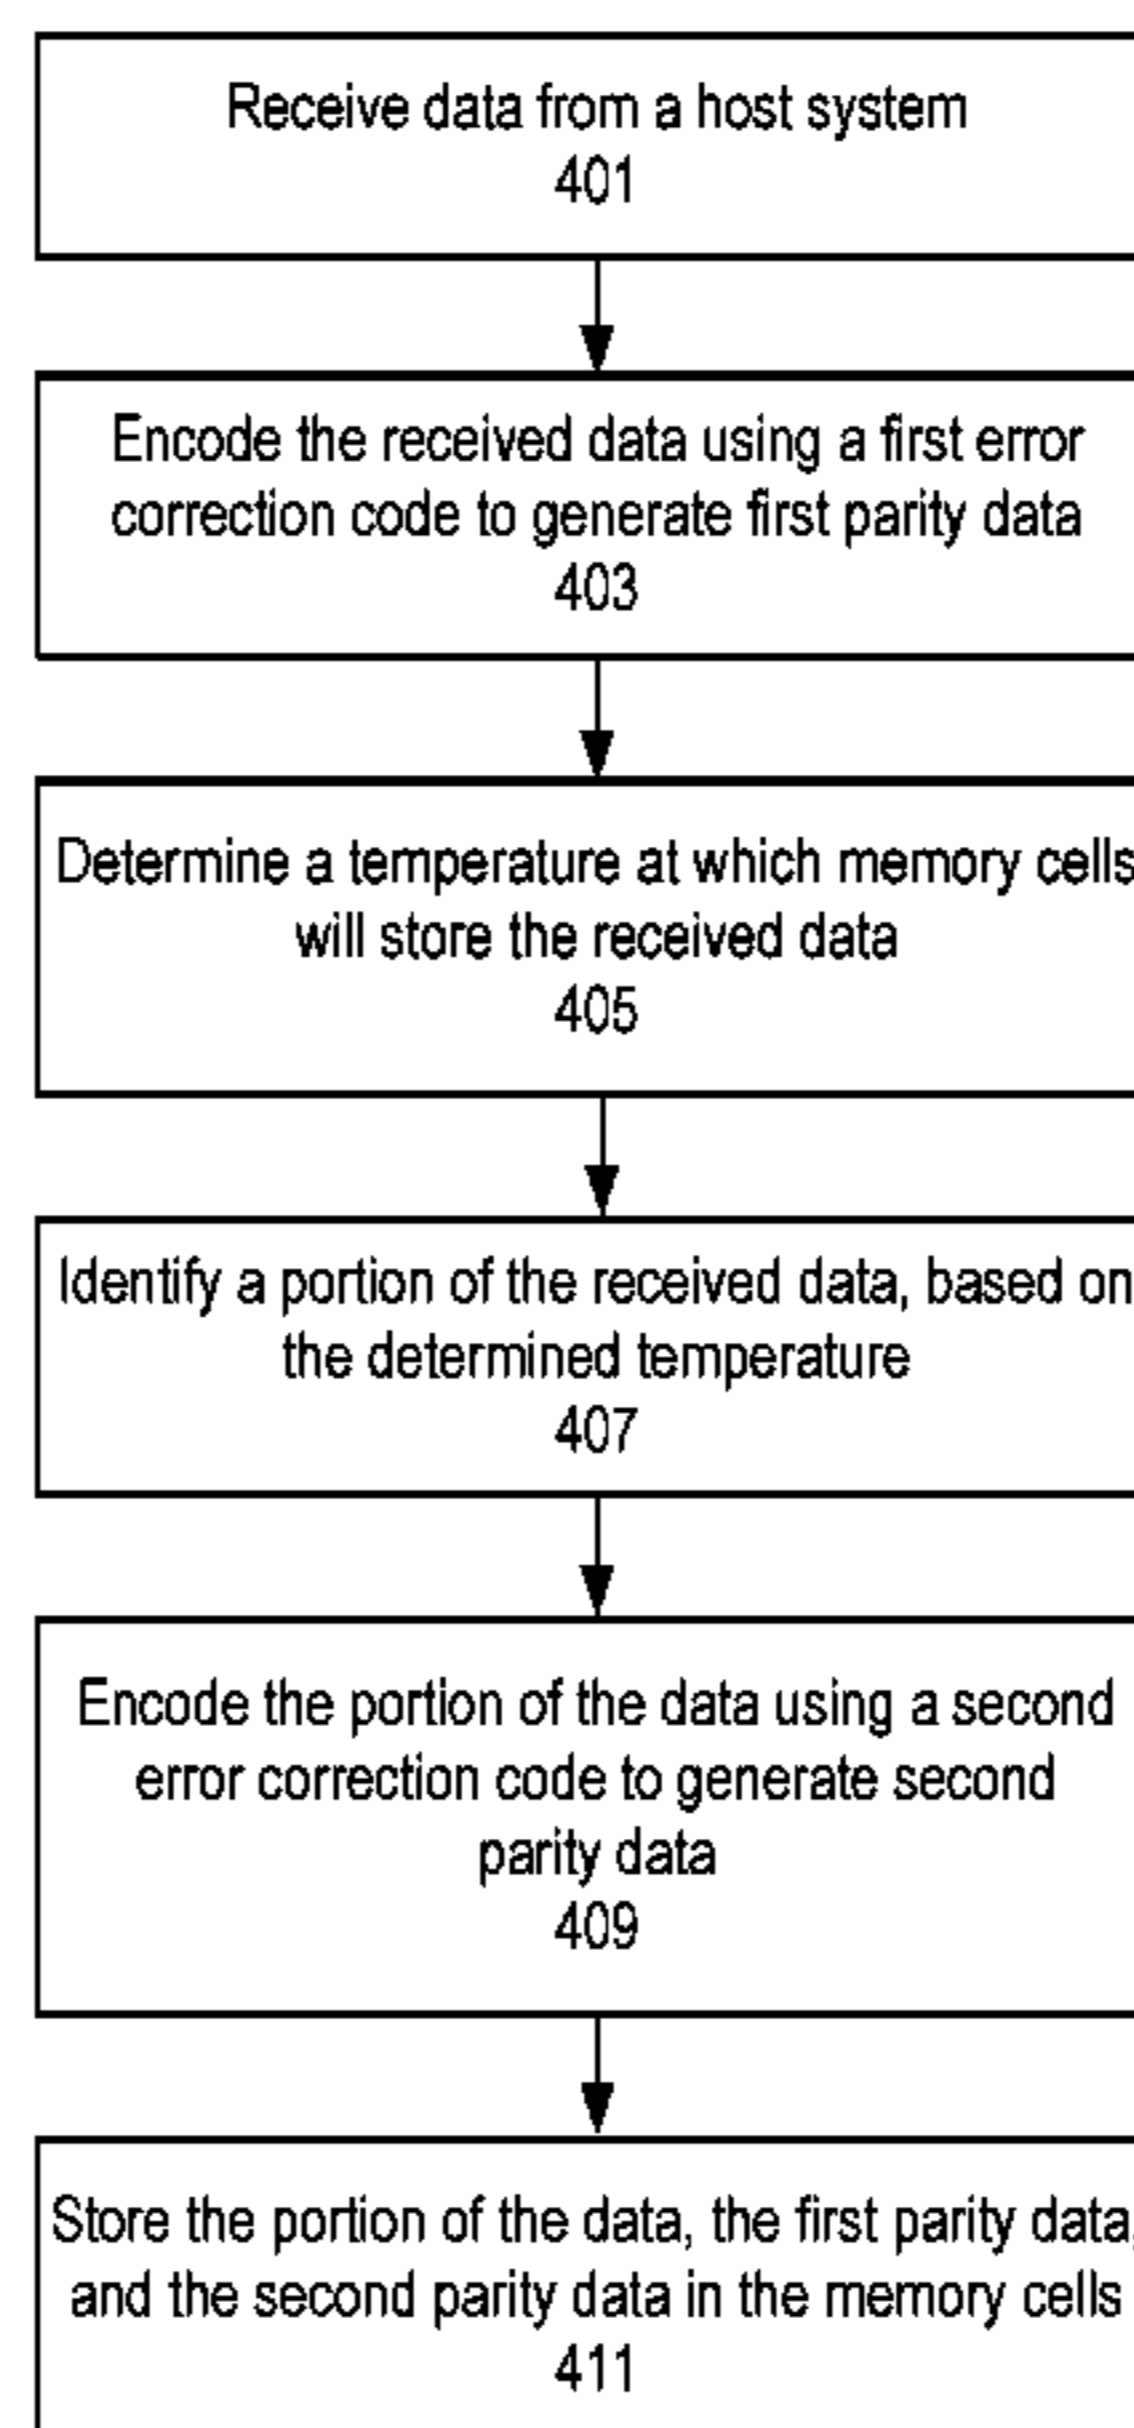 Receive data from a host system
401
Encode the received data using a first error
correction code to generate first parity data
403
Determine a temperature at which memory cells
will store the received data
405
Identify a portion of the received data, based on
the determined temperature
407
Encode the portion of the data using a second
error correction code to generate second
parity data
409
Store the portion of the data, the first parity data,
and the second parity data in the memory cells
411